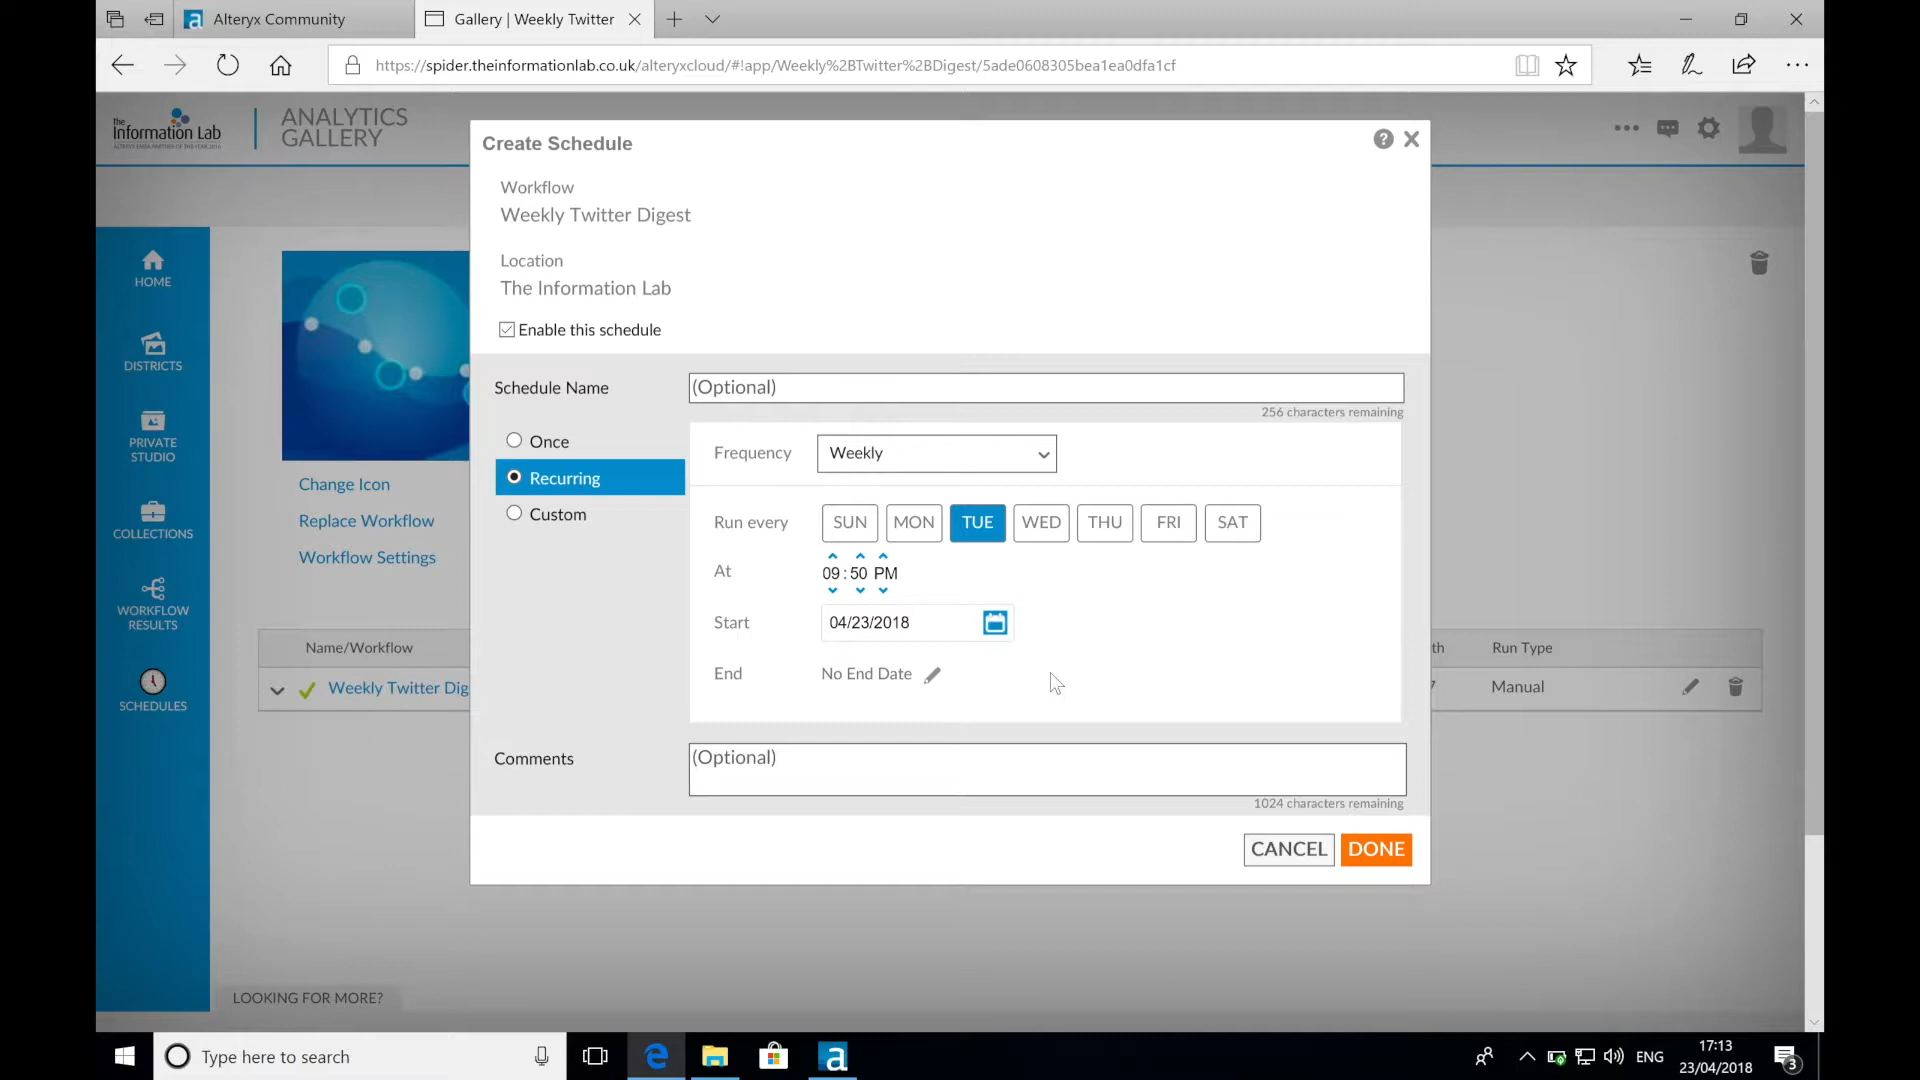 Alteryx Community
Gallery | Weekly Twitter
https://spider.theinformationlab.co.uk/alteryxcloud/#!app/Weekly%2BTwitter%2BDigest/5ade0608305bea1ea0dfa1cf
The
Information Lab
ANALYTICS
GALLERY
HOME
DISTRICTS
PRIVATE
STUDIO
COLLECTIONS
WORKFLOW
RESULTS
SCHEDULES
Change Icon
Replace Workflow
Workflow Settings
Name/Workflow
th
Run Type
Weekly Twitter Dig
7
Manual
LOOKING FOR MORE?
Create Schedule
Workflow
Weekly Twitter Digest
Location
The Information Lab
Enable this schedule
Schedule Name
(Optional)
256 characters remaining
Once
Recurring
Custom
Frequency
Weekly
Run every
SUN
MON
TUE
WED
THU
FRI
SAT
At
09 : 50 PM
Start
04/23/2018
End
No End Date
Comments
(Optional)
1024 characters remaining
CANCEL
DONE
Type here to search
ENG
17:13
23/04/2018
3